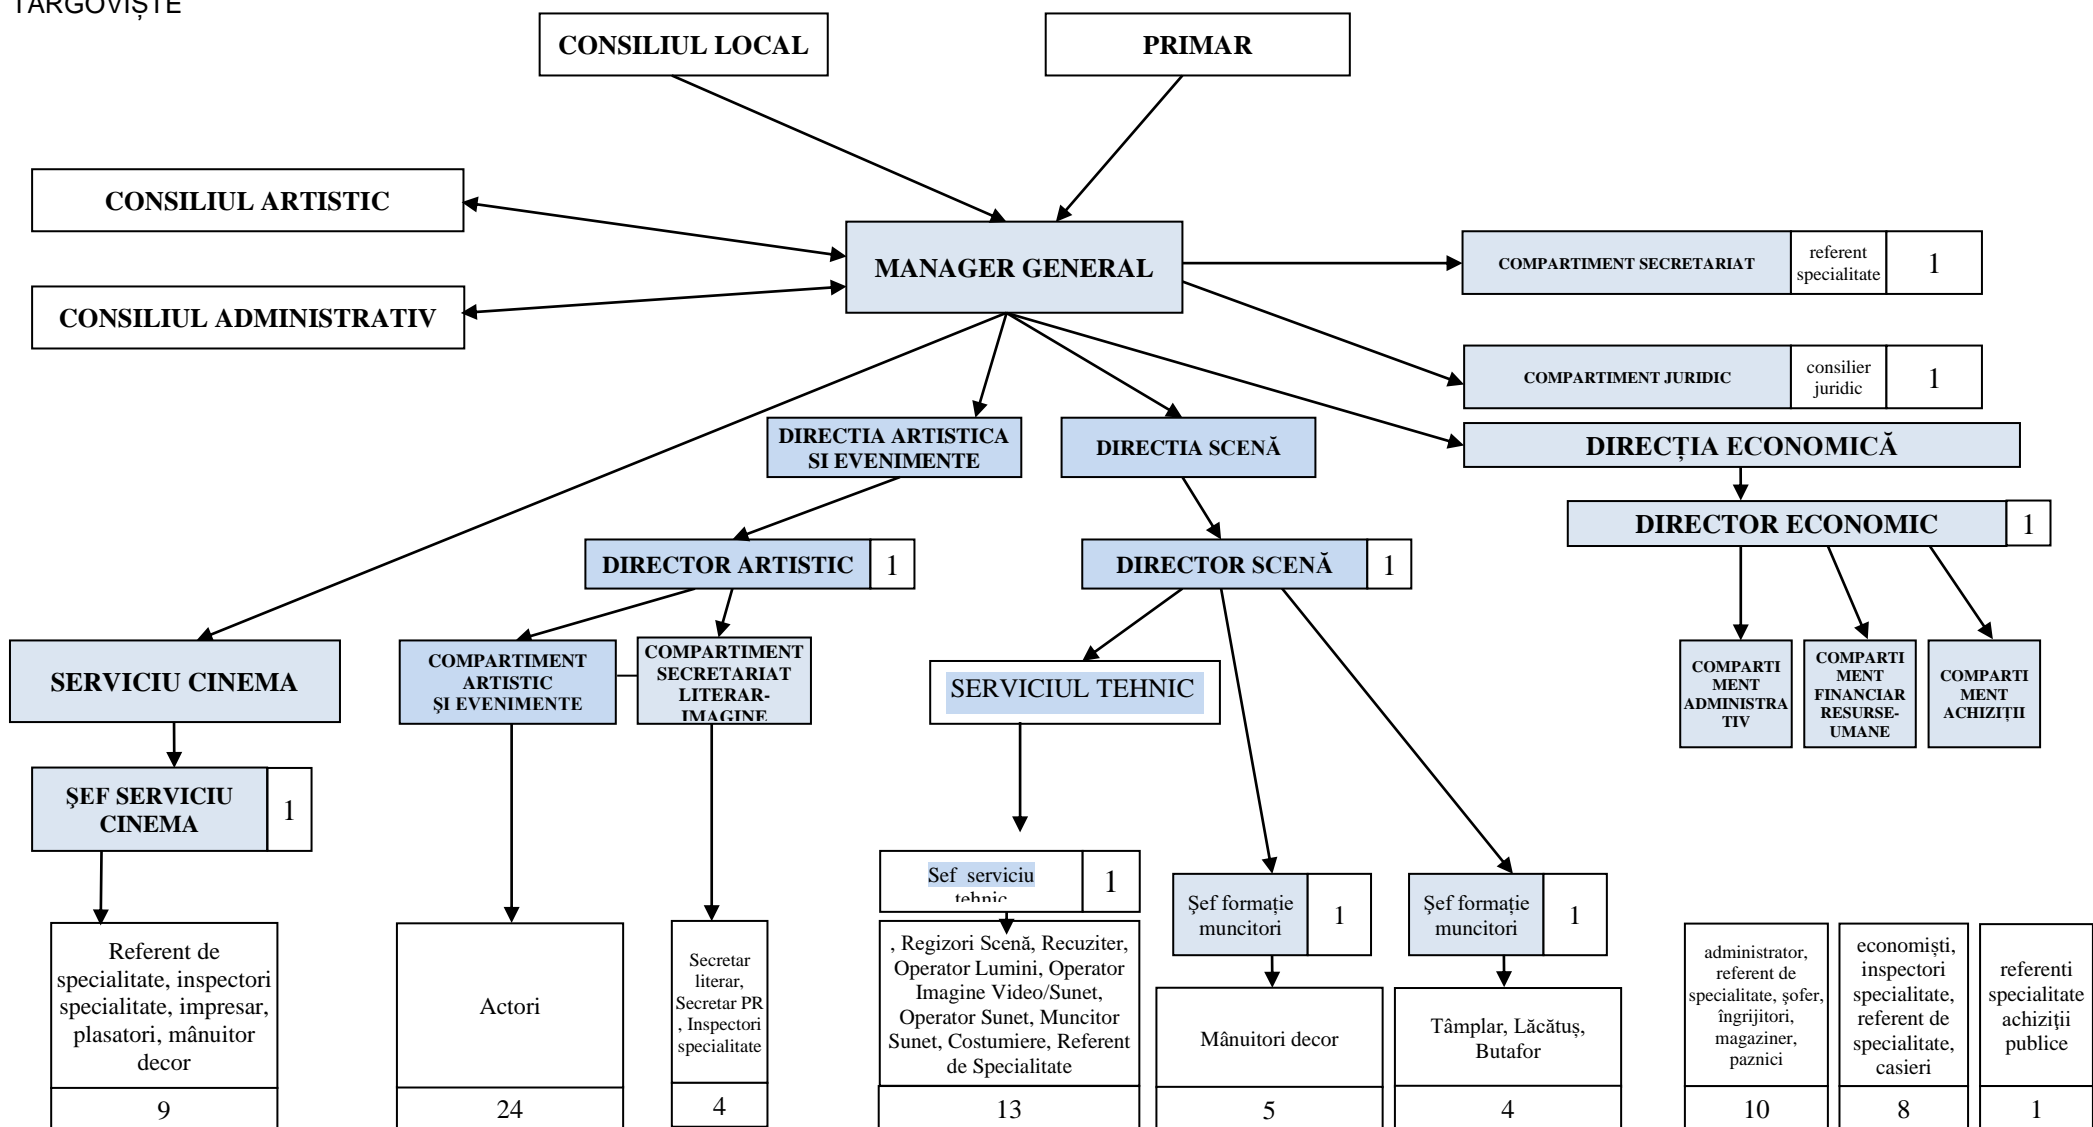 TÂRGOVIȘTE
CONSILIUL LOCAL
PRIMAR
CONSILIUL ARTISTIC
CONSILIUL ADMINISTRATIV
MANAGER GENERAL
COMPARTIMENT SECRETARIAT
referent
specialitate
1
COMPARTIMENT JURIDIC
consilier
juridic
1
DIRECTIA ARTISTICA
SI EVENIMENTE
DIRECTIA SCENĂ
DIRECȚIA ECONOMICĂ
DIRECTOR ECONOMIC
1
DIRECTOR ARTISTIC
1
DIRECTOR SCENĂ
1
SERVICIU CINEMA
COMPARTIMENT
ARTISTIC
ŞI EVENIMENTE
COMPARTIMENT
SECRETARIAT
LITERAR-
IMAGINE
SERVICIUL TEHNIC
COMPARTI
MENT
ADMINISTRA
TIV
COMPARTI
MENT
FINANCIAR
RESURSE-
UMANE
COMPARTI
MENT
ACHIZIȚII
ŞEF SERVICIU
CINEMA
1
Sef serviciu
tehnic
1
Şef formație
muncitori
1
Şef formație
muncitori
1
Referent de
specialitate, inspectori
specialitate, impresar,
plasatori, mânuitor
decor
9
Actori
24
Secretar
literar,
Secretar PR
, Inspectori
specialitate
4
, Regizori Scenă, Recuziter,
Operator Lumini, Operator
Imagine Video/Sunet,
Operator Sunet, Muncitor
Sunet, Costumiere, Referent
de Specialitate
13
Mânuitori decor
5
Tâmplar, Lăcătuș,
Butafor
4
administrator,
referent de
specialitate, șofer,
îngrijitori,
magaziner,
paznici
10
economiști,
inspectori
specialitate,
referent de
specialitate,
casieri
8
referenti
specialitate
achiziţii
publice
1